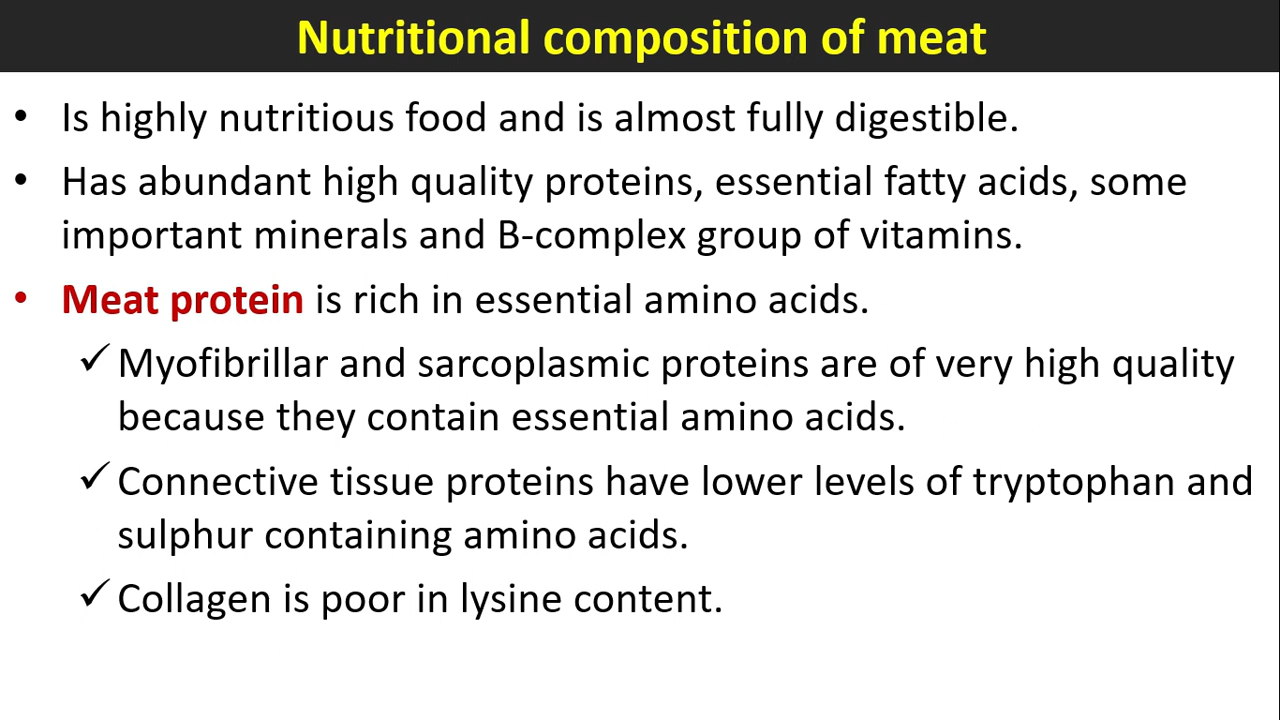 Nutritional composition of meat
• Is highly nutritious food and is almost fully digestible.
• Has abundant high quality proteins, essential fatty acids, some
important minerals and B-complex group of vitamins.
• Meat protein is rich in essential amino acids.
✓ Myofibrillar and sarcoplasmic proteins are of very high quality
because they contain essential amino acids.
✓ Connective tissue proteins have lower levels of tryptophan and
sulphur containing amino acids.
✓ Collagen is poor in lysine content.